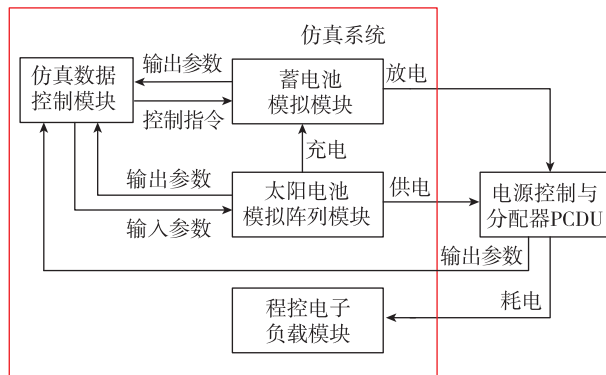 仿真系统
仿真数据
控制模块
输出参数
控制指令
蓄电池
模拟模块
放电
充电
输出参数
输入参数
太阳电池
模拟阵列模块
供电
电源控制与
分配器PCDU
输出参数
耗电
程控电子
负载模块